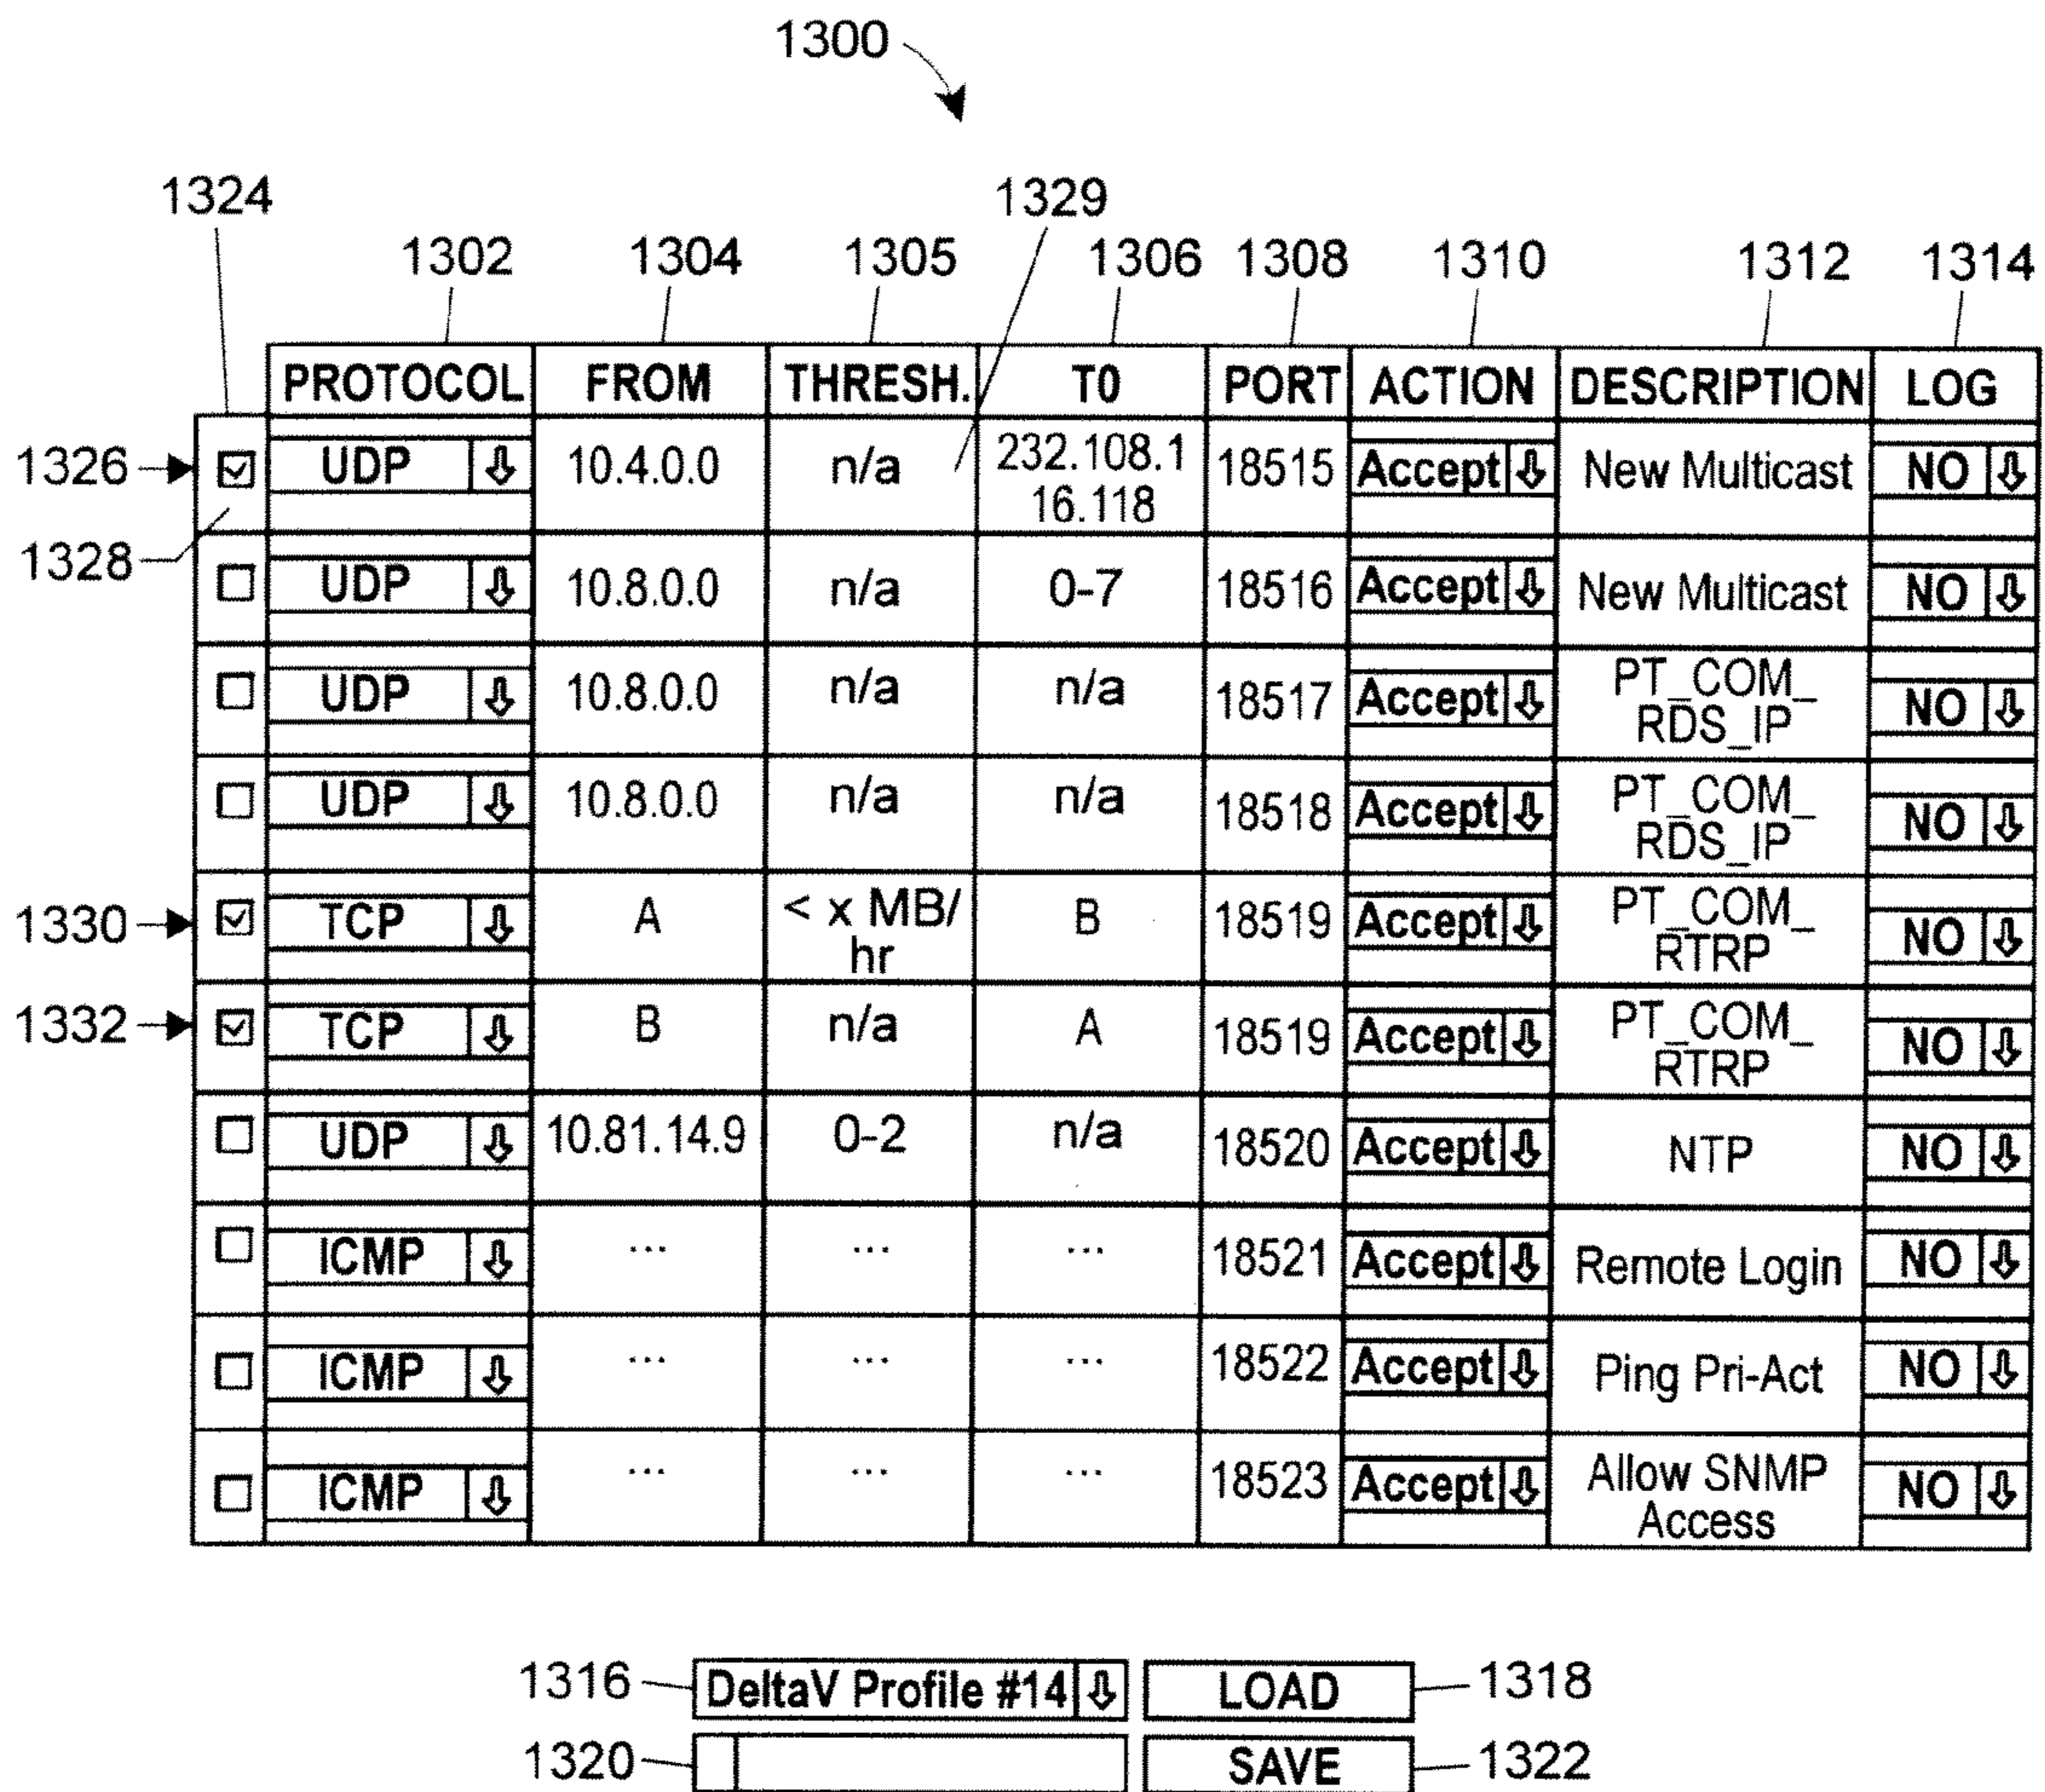 1300
1324 1329
1302 1304 1305 1306 1308 1310 1312 1314
PROTOCOL FROM THRESH. T0 PORT ACTION DESCRIPTION LOG
1326 UDP 10.4.0.0 n/a 232.108.1 18515 Accept New Multicast NO
16.118
1328
UDP 10.8.0.0 n/a 0-7 18516 Accept New Multicast NO
UDP 10.8.0.0 n/a n/a 18517 Accept PT_COM_ NO
RDS_IP
UDP 10.8.0.0 n/a n/a 18518 Accept PT_COM_ NO
RDS_IP
1330 TCP A < x MB/ B 18519 Accept PT_COM_ NO
hr RTRP
1332 TCP B n/a A 18519 Accept PT_COM_ NO
RTRP
UDP 10.81.14.9 0-2 n/a 18520 Accept NTP NO
ICMP ... ... ... 18521 Accept Remote Login NO
ICMP ... ... ... 18522 Accept Ping Pri-Act NO
ICMP ... ... ... 18523 Accept Allow SNMP NO
Access
1316 DeltaV Profile #14 LOAD 1318
1320 SAVE 1322